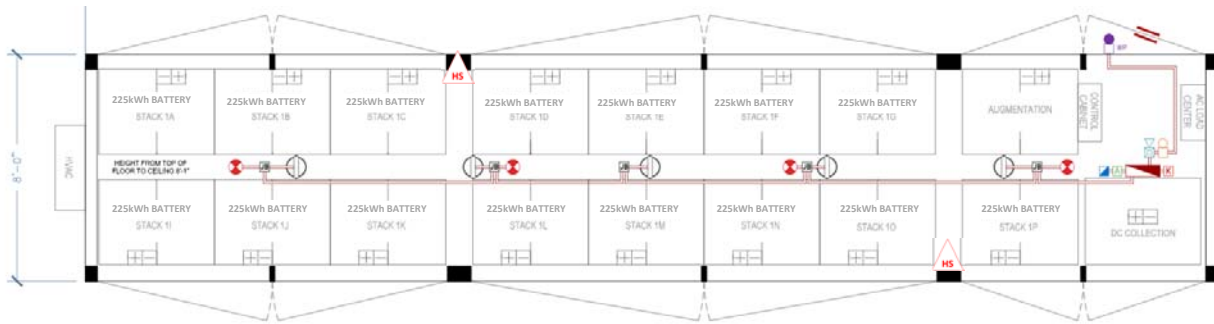 WP
HS
225kWh BATTERY
STACK 1A
225kWh BATTERY
STACK 1B
225kWh BATTERY
STACK 1C
225kWh BATTERY
STACK 1D
225kWh BATTERY
STACK 1E
225kWh BATTERY
STACK 1F
225kWh BATTERY
STACK 1G
AUGMENTATION
CONTROL
CABINET
AC LOAD
CENTER
8'-0"
HVAC
HEIGHT FROM TOP OF
FLOOR TO CEILING 8'-1"
A
K
225kWh BATTERY
STACK 1I
225kWh BATTERY
STACK 1J
225kWh BATTERY
STACK 1K
225kWh BATTERY
STACK 1L
225kWh BATTERY
STACK 1M
225kWh BATTERY
STACK 1N
225kWh BATTERY
STACK 1O
225kWh BATTERY
STACK 1P
DC COLLECTION
HS